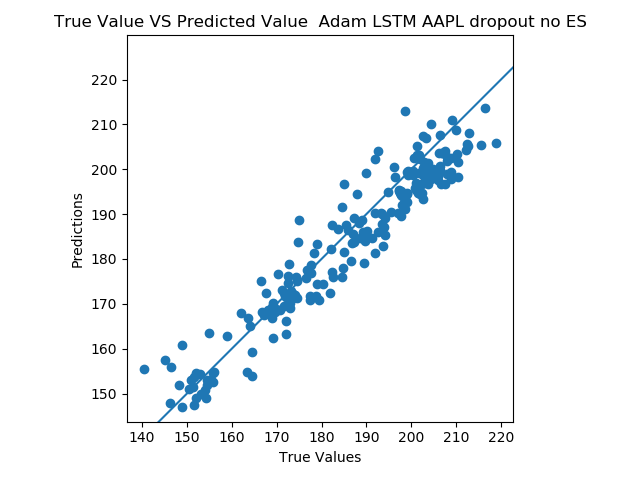 True Value VS Predicted Value  Adam LSTM AAPL dropout no ES
220
210
200
190
180
170
160
150
Predictions
140 150 160 170 180 190 200 210 220
True Values